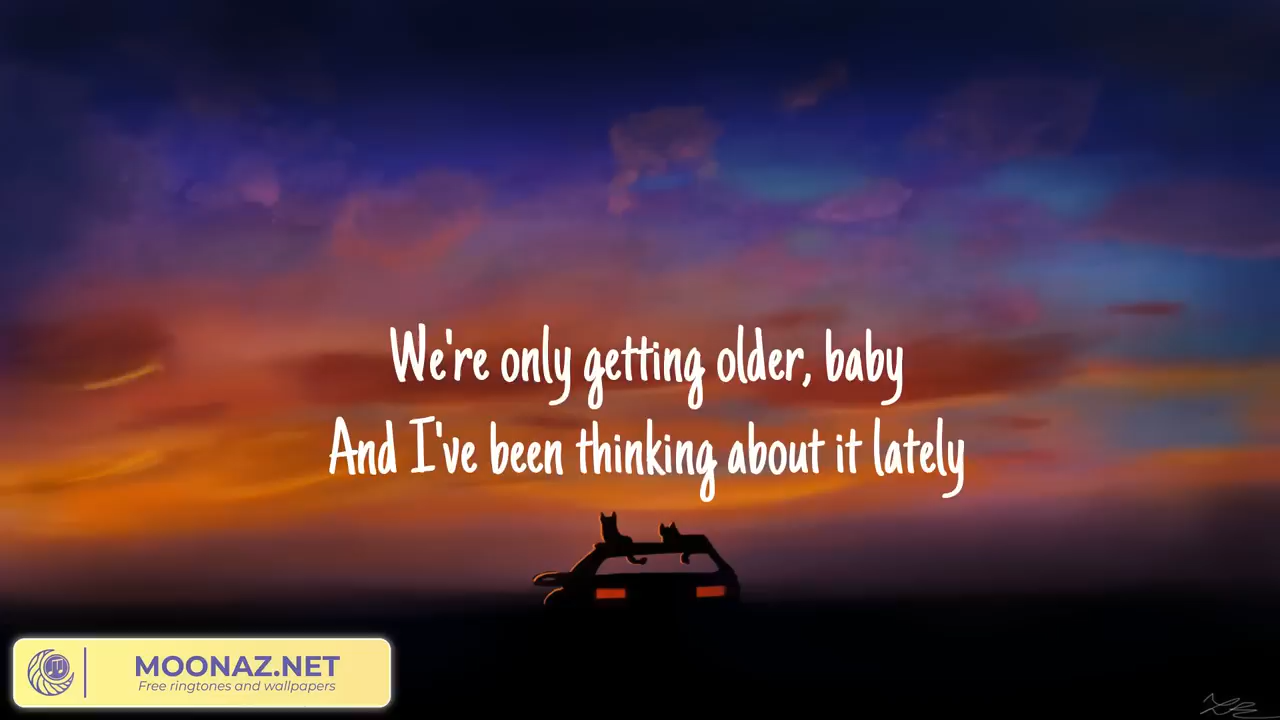 We're only getting older, baby
And I've been thinking about it lately
MOONAZ.NET
Free ringtones and wallpapers